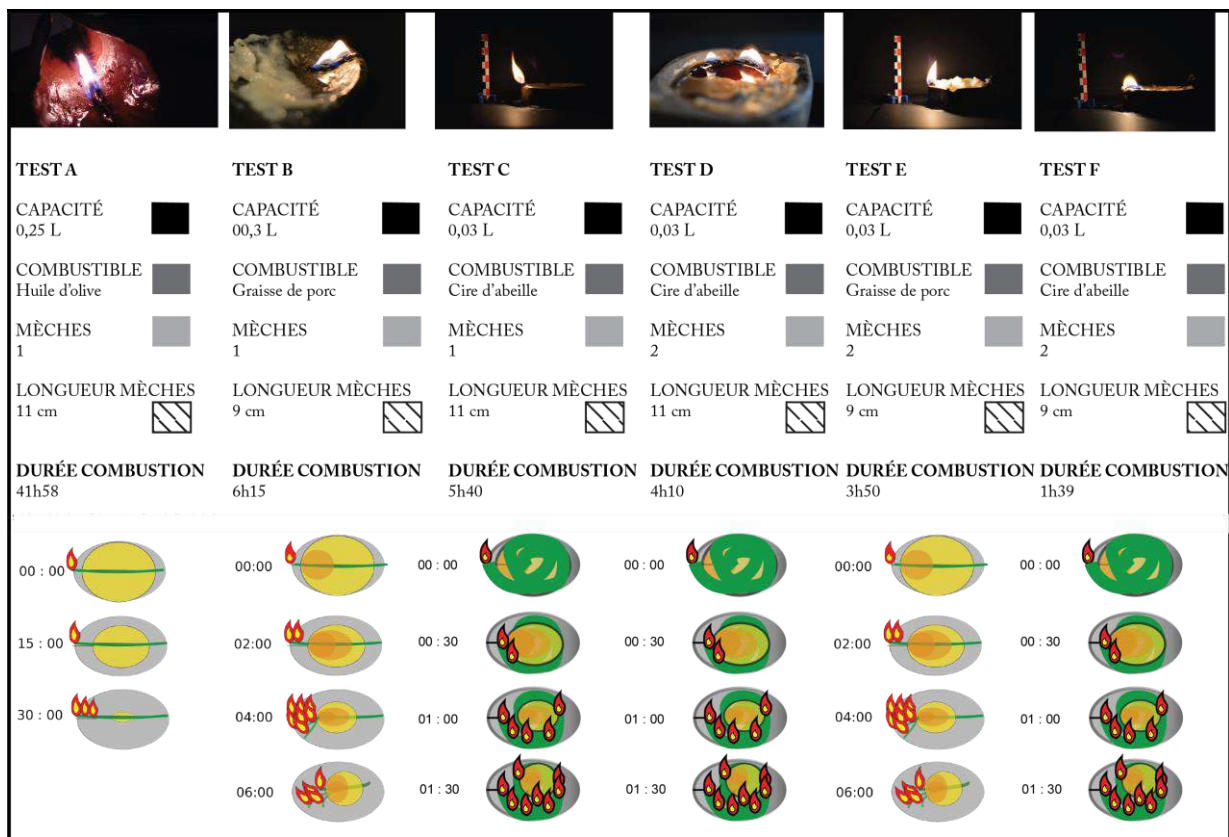 TEST A
CAPACITÉ
0,25 L
COMBUSTIBLE
Huile d'olive
MÈCHES
1
LONGUEUR MÈCHES
11 cm
DURÉE COMBUSTION
41h58
00 : 00
15 : 00
30 : 00
TEST B
CAPACITÉ
00,3 L
COMBUSTIBLE
Graisse de porc
MÈCHES
1
LONGUEUR MÈCHES
9 cm
DURÉE COMBUSTION
6h15
00:00
02:00
04:00
06:00
TEST C
CAPACITÉ
0,03 L
COMBUSTIBLE
Cire d'abeille
MÈCHES
1
LONGUEUR MÈCHES
11 cm
DURÉE COMBUSTION
5h40
00 : 00
00 : 30
01 : 00
01 : 30
TEST D
CAPACITÉ
0,03 L
COMBUSTIBLE
Cire d'abeille
MÈCHES
2
LONGUEUR MÈCHES
11 cm
DURÉE COMBUSTION
4h10
00 : 00
00 : 30
01 : 00
01 : 30
TEST E
CAPACITÉ
0,03 L
COMBUSTIBLE
Graisse de porc
MÈCHES
2
LONGUEUR MÈCHES
9 cm
DURÉE COMBUSTION
3h50
00:00
02:00
04:00
06:00
TEST F
CAPACITÉ
0,03 L
COMBUSTIBLE
Cire d'abeille
MÈCHES
2
LONGUEUR MÈCHES
9 cm
DURÉE COMBUSTION
1h39
00 : 00
00 : 30
01 : 00
01 : 30